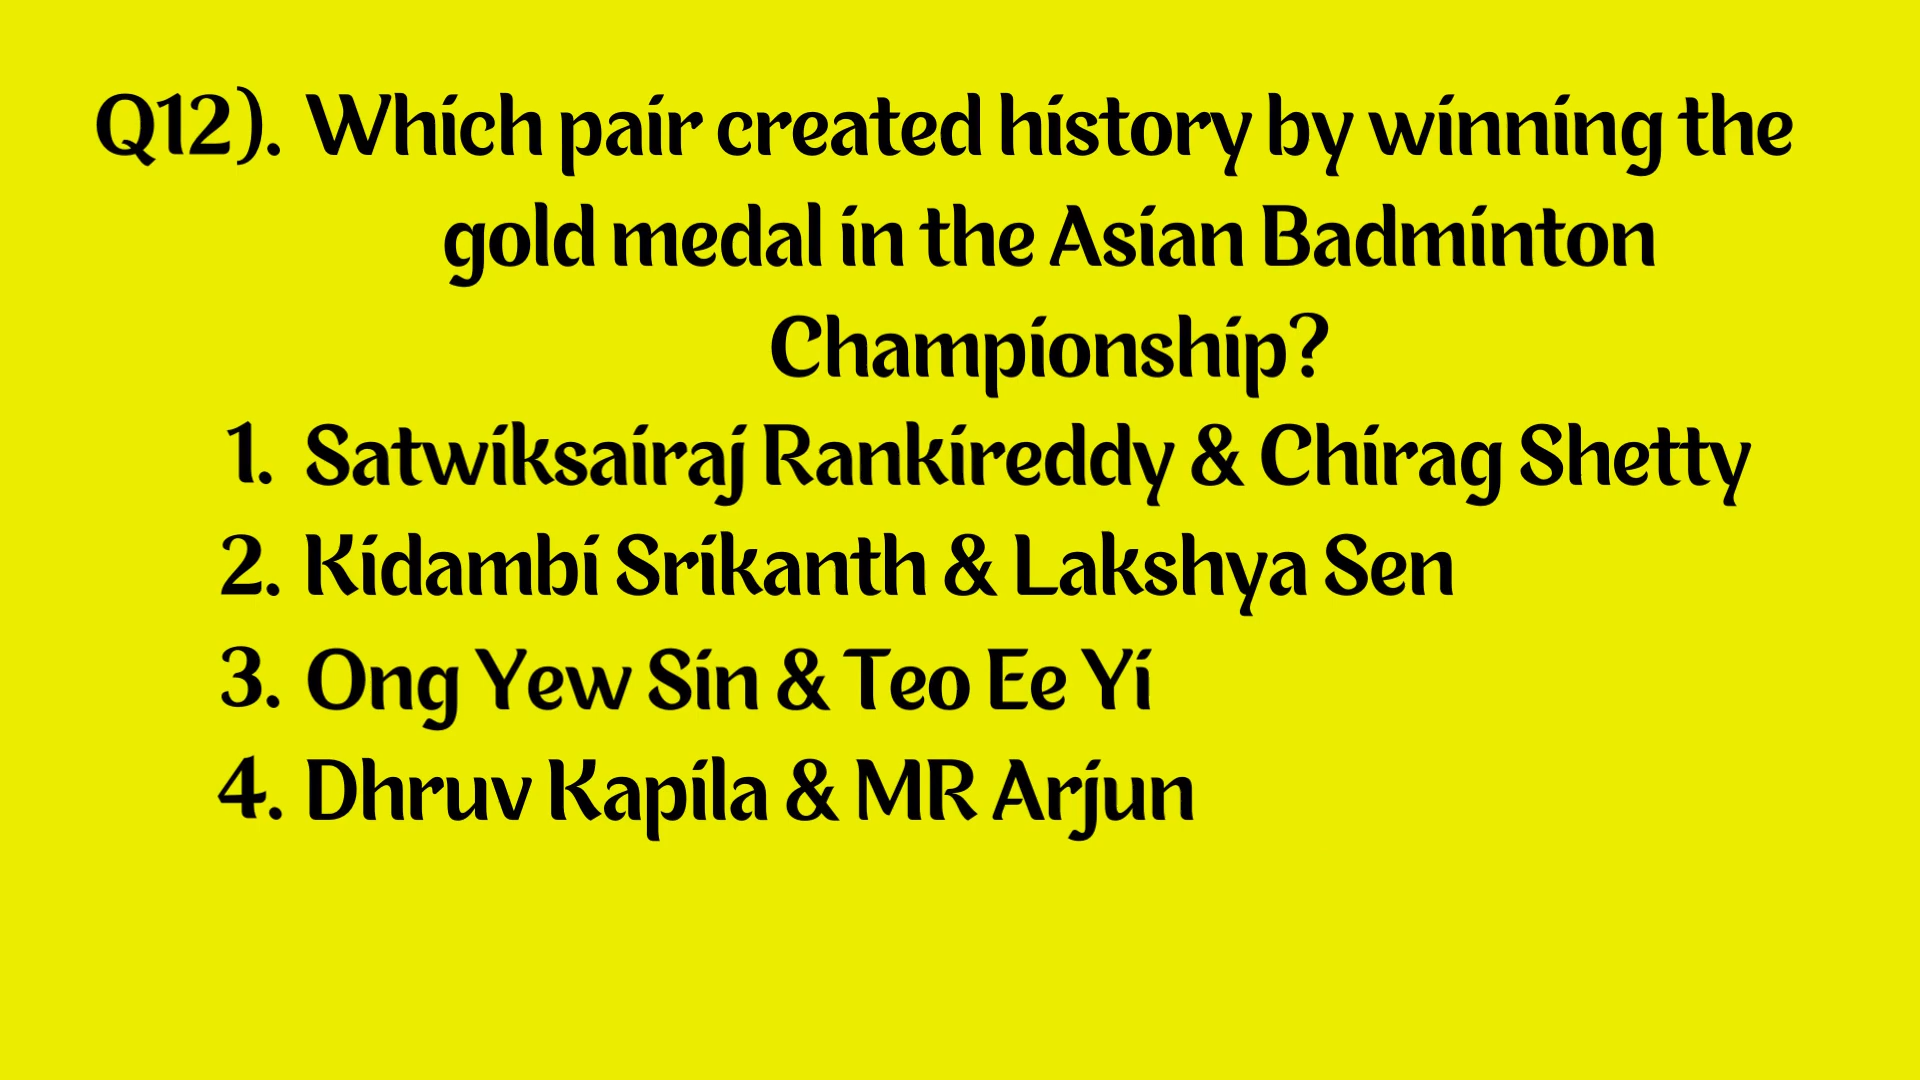 Q12). Which pair created history by winning the
gold medal in the Asian Badminton
Championship?
1. Satwiksairaj Rankireddy & Chirag Shetty
2. Kidambi Srikanth & Lakshya Sen
3. Ong Yew Sin & Teo Ee Yi
4. Dhruv Kapila & MR Arjun